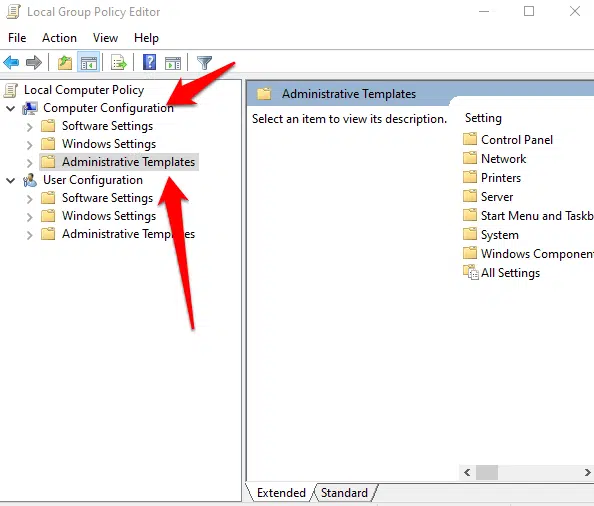 Local Group Policy Editor
File Action View Help
Local Computer Policy
Computer Configuration
Software Settings
Windows Settings
Administrative Templates
User Configuration
Software Settings
Windows Settings
Administrative Templates
Administrative Templates
Select an item to view its description.
Setting
Control Panel
Network
Printers
Server
Start Menu and Taskb
System
Windows Componen
All Settings
Extended Standard